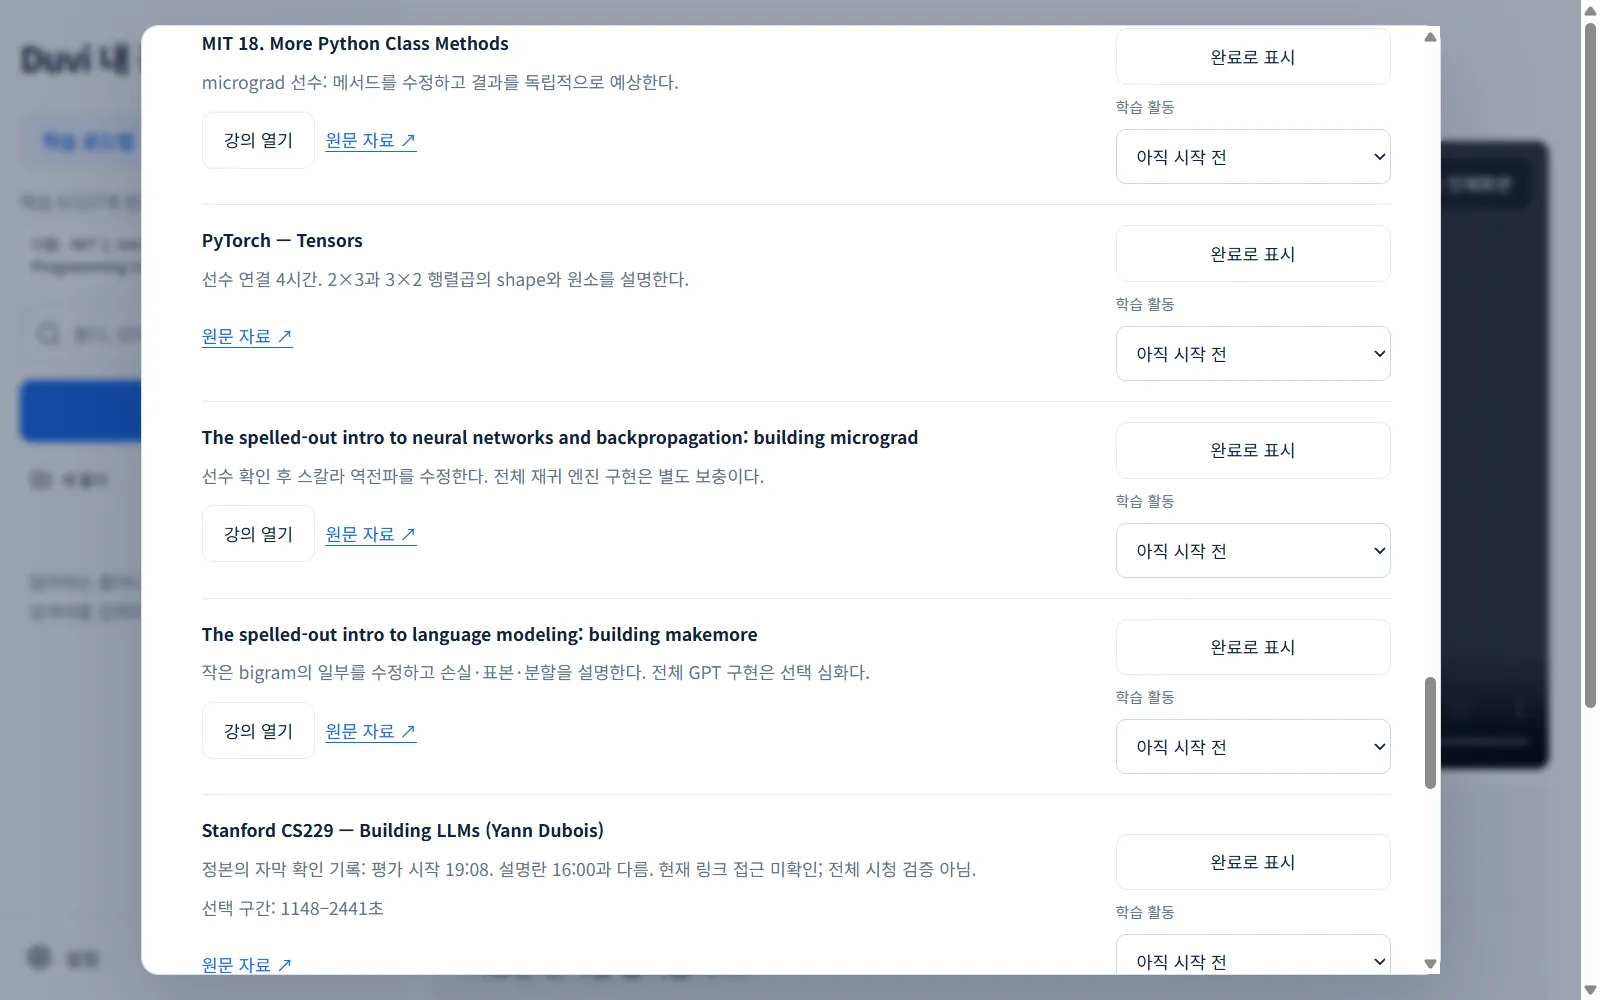 Duvi 내
MIT 18. More Python Class Methods
micrograd 선수: 메서드를 수정하고 결과를 독립적으로 예상한다.
강의 열기
원문 자료 ↗
완료로 표시
학습 활동
아직 시작 전
PyTorch — Tensors
선수 연결 4시간. 2×3과 3×2 행렬곱의 shape와 원소를 설명한다.
원문 자료 ↗
완료로 표시
학습 활동
아직 시작 전
The spelled-out intro to neural networks and backpropagation: building micrograd
선수 확인 후 스칼라 역전파를 수정한다. 전체 재귀 엔진 구현은 별도 보충이다.
강의 열기
원문 자료 ↗
완료로 표시
학습 활동
아직 시작 전
The spelled-out intro to language modeling: building makemore
작은 bigram의 일부를 수정하고 손실·표본·분할을 설명한다. 전체 GPT 구현은 선택 심화다.
강의 열기
원문 자료 ↗
완료로 표시
학습 활동
아직 시작 전
Stanford CS229 — Building LLMs (Yann Dubois)
정본의 자막 확인 기록: 평가 시작 19:08. 설명란 16:00과 다름. 현재 링크 접근 미확인; 전체 시청 검증 아님.
선택 구간: 1148–2441초
원문 자료 ↗
완료로 표시
학습 활동
아직 시작 전
설정